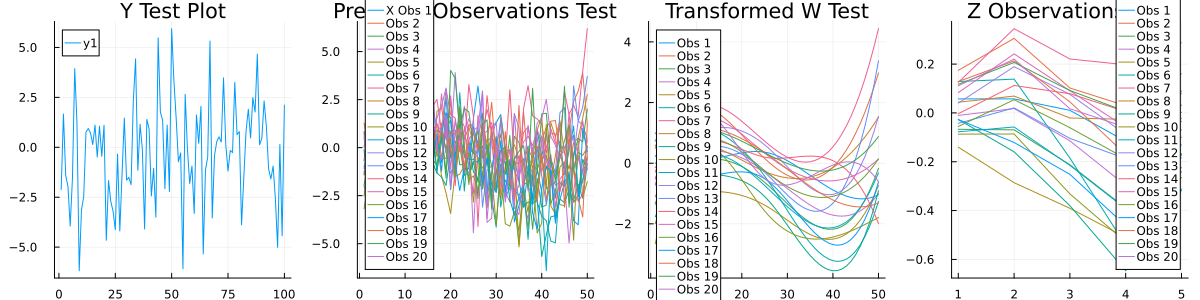 Y Test Plot
y1
5.0
2.5
0.0
−2.5
−5.0
0 25 50 75 100
Pre Observations Test
X Obs 1
Obs 2
Obs 3
Obs 4
Obs 5
Obs 6
Obs 7
Obs 8
Obs 9
Obs 10
Obs 11
Obs 12
Obs 13
Obs 14
Obs 15
Obs 16
Obs 17
Obs 18
Obs 19
Obs 20
5.0
2.5
0.0
−2.5
−5.0
0 10 20 30 40 50
Transformed W Test
Obs 1
Obs 2
Obs 3
Obs 4
Obs 5
Obs 6
Obs 7
Obs 8
Obs 9
Obs 10
Obs 11
Obs 12
Obs 13
Obs 14
Obs 15
Obs 16
Obs 17
Obs 18
Obs 19
Obs 20
4
2
0
−2
0 20 30 40 50
Z Observations
Obs 1
Obs 2
Obs 3
Obs 4
Obs 5
Obs 6
Obs 7
Obs 8
Obs 9
Obs 10
Obs 11
Obs 12
Obs 13
Obs 14
Obs 15
Obs 16
Obs 17
Obs 18
Obs 19
Obs 20
0.2
0.0
−0.2
−0.4
−0.6
1 2 3 4 5